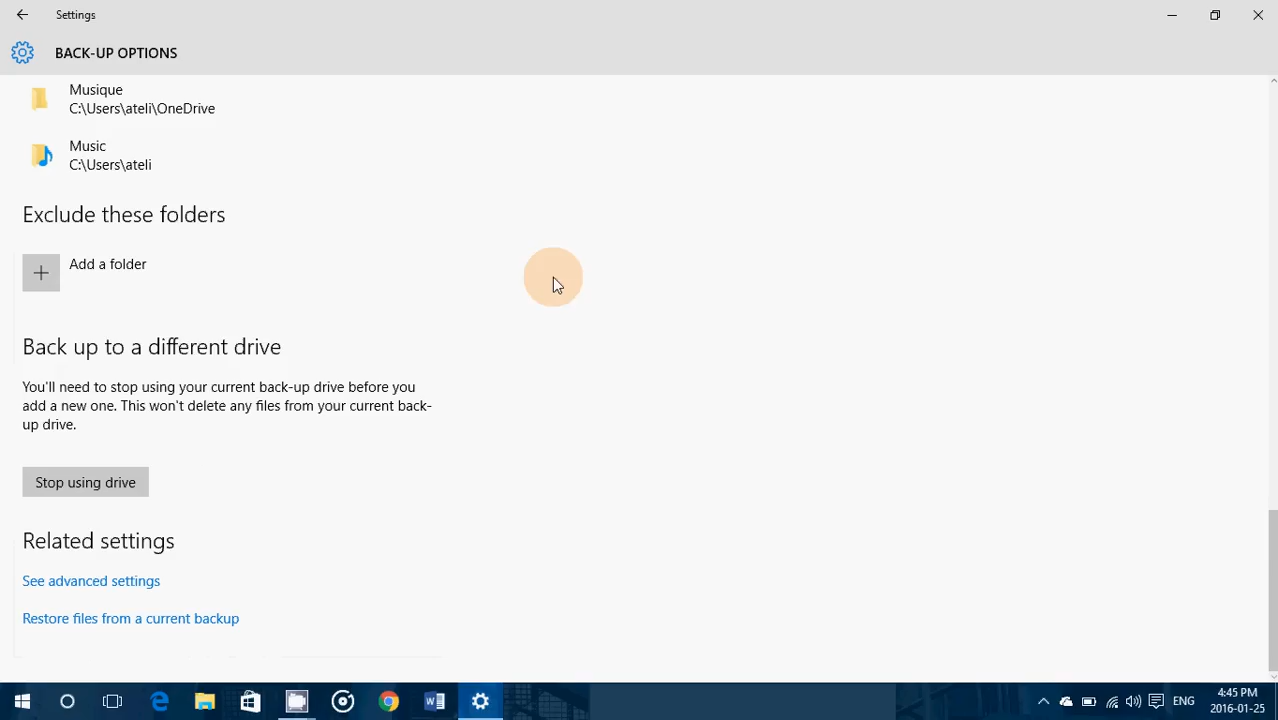 Settings
BACK-UP OPTIONS
Musique
C:\Users\ateli\OneDrive
Music
C:\Users\ateli
Exclude these folders
Add a folder
Back up to a different drive
You'll need to stop using your current back-up drive before you
add a new one. This won't delete any files from your current back-
up drive.
Stop using drive
Related settings
See advanced settings
Restore files from a current backup
ENG
4:45 PM
2016-01-25